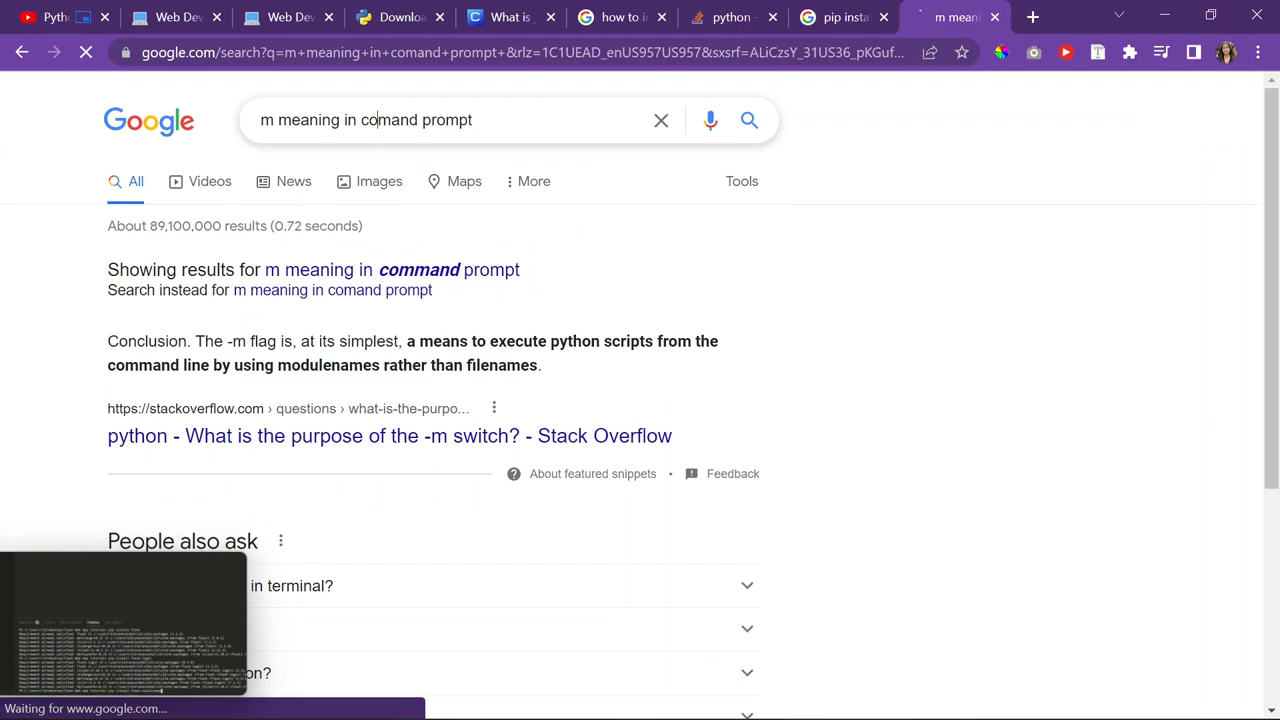 Pyth
Web Dev
Web Dev
Downloa
What
how to in
python -
pip insta
m meani
google.com/search?q=m+meaning+in+comand+prompt+&rlz=1C1UEAD_enUS957US957&sxsrf=ALiCzsY_31US36_pKGuf...
Google
m meaning in comand prompt
All
Videos
News
Images
Maps
More
Tools
About 89,100,000 results (0.72 seconds)
Showing results for m meaning in command prompt
Search instead for m meaning in comand prompt
Conclusion. The -m flag is, at its simplest, a means to execute python scripts from the
command line by using modulenames rather than filenames.
https://stackoverflow.com › questions › what-is-the-purpo...
python - What is the purpose of the -m switch? - Stack Overflow
About featured snippets
•
Feedback
People also ask
in terminal?
on?
Waiting for www.google.com...